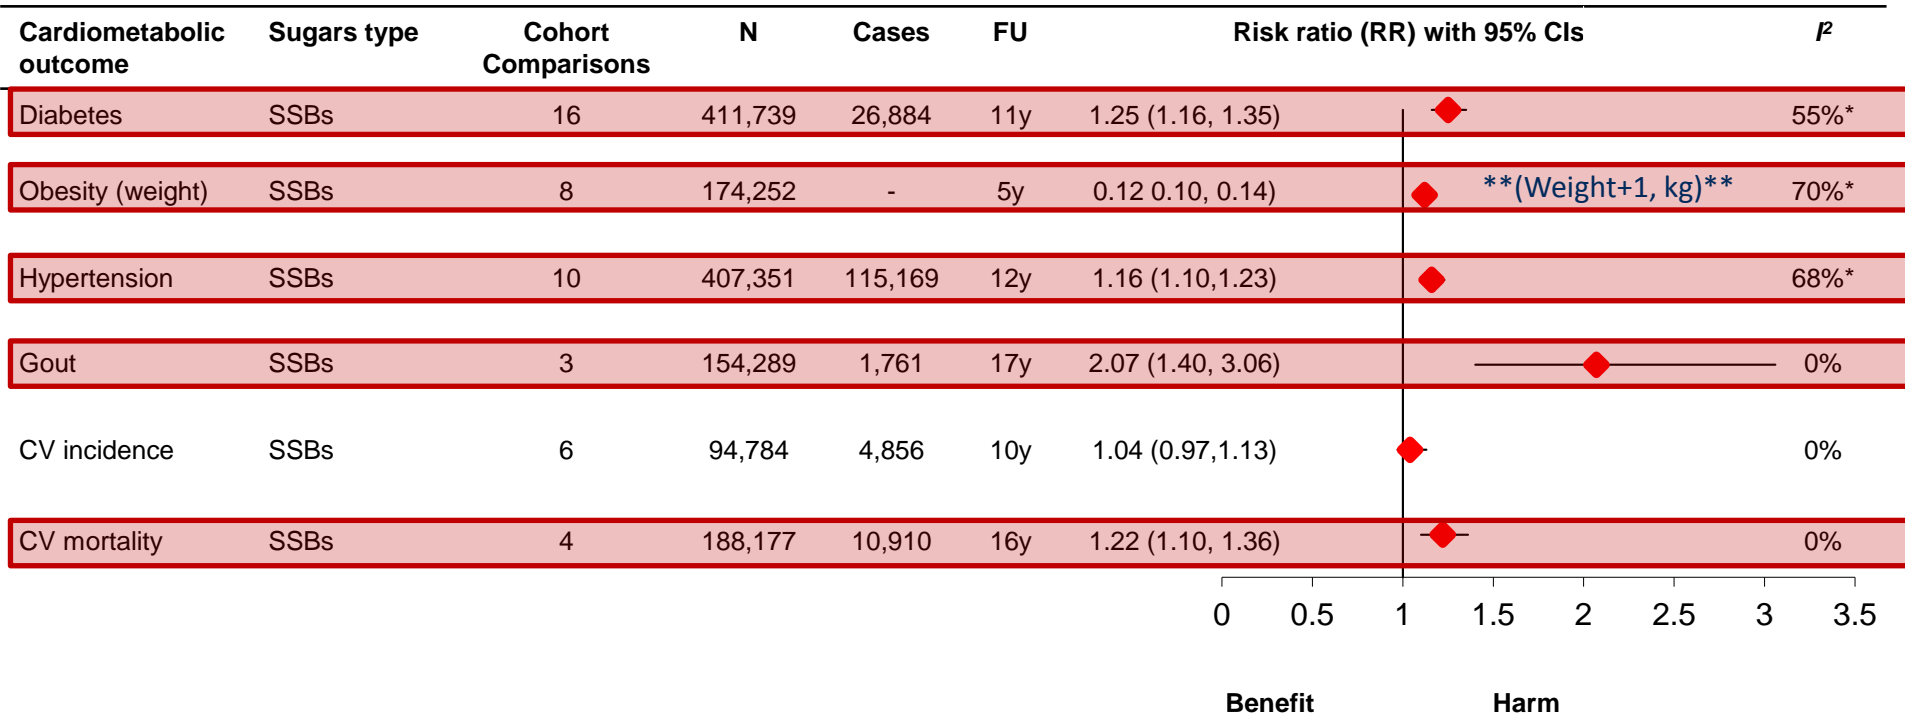 Cardiometabolic outcome Sugars type Cohort Comparisons N Cases FU Risk ratio (RR) with 95% CIs I²
Diabetes SSBs 16 411,739 26,884 11y 1.25 (1.16, 1.35) 55%*
Obesity (weight) SSBs 8 174,252 - 5y 0.12 0.10, 0.14) **(Weight+1, kg)** 70%*
Hypertension SSBs 10 407,351 115,169 12y 1.16 (1.10,1.23) 68%*
Gout SSBs 3 154,289 1,761 17y 2.07 (1.40, 3.06) 0%
CV incidence SSBs 6 94,784 4,856 10y 1.04 (0.97,1.13) 0%
CV mortality SSBs 4 188,177 10,910 16y 1.22 (1.10, 1.36) 0%
0 0.5 1 1.5 2 2.5 3 3.5
Benefit Harm